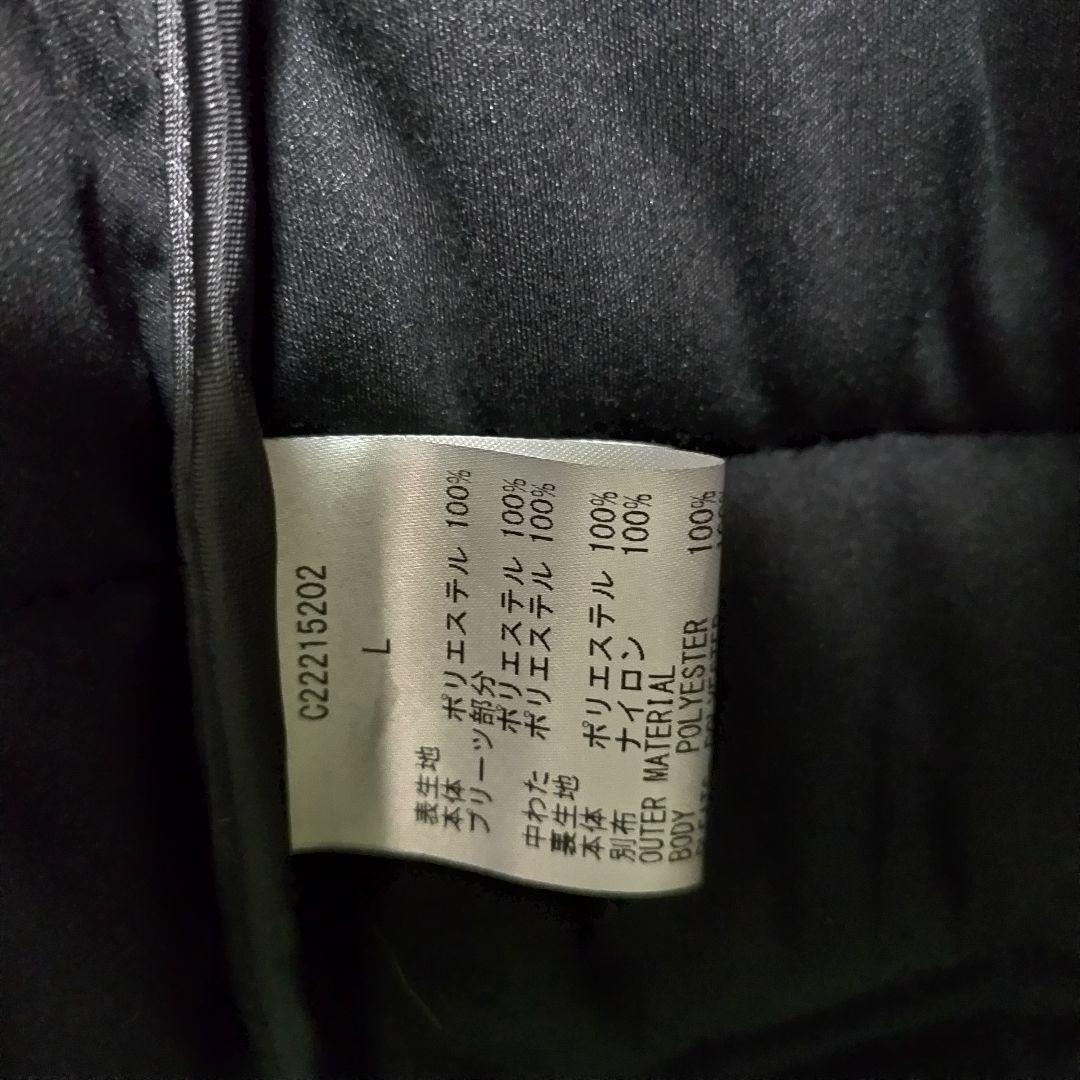 C22215202
L
表生地
本体 ポリエステル 100%
プリーツ部分
ポリエステル 100%
中わた ポリエステル 100%
裏生地
本体 ポリエステル 100%
別布 ナイロン 100%
OUTER MATERIAL
BODY POLYESTER 100%